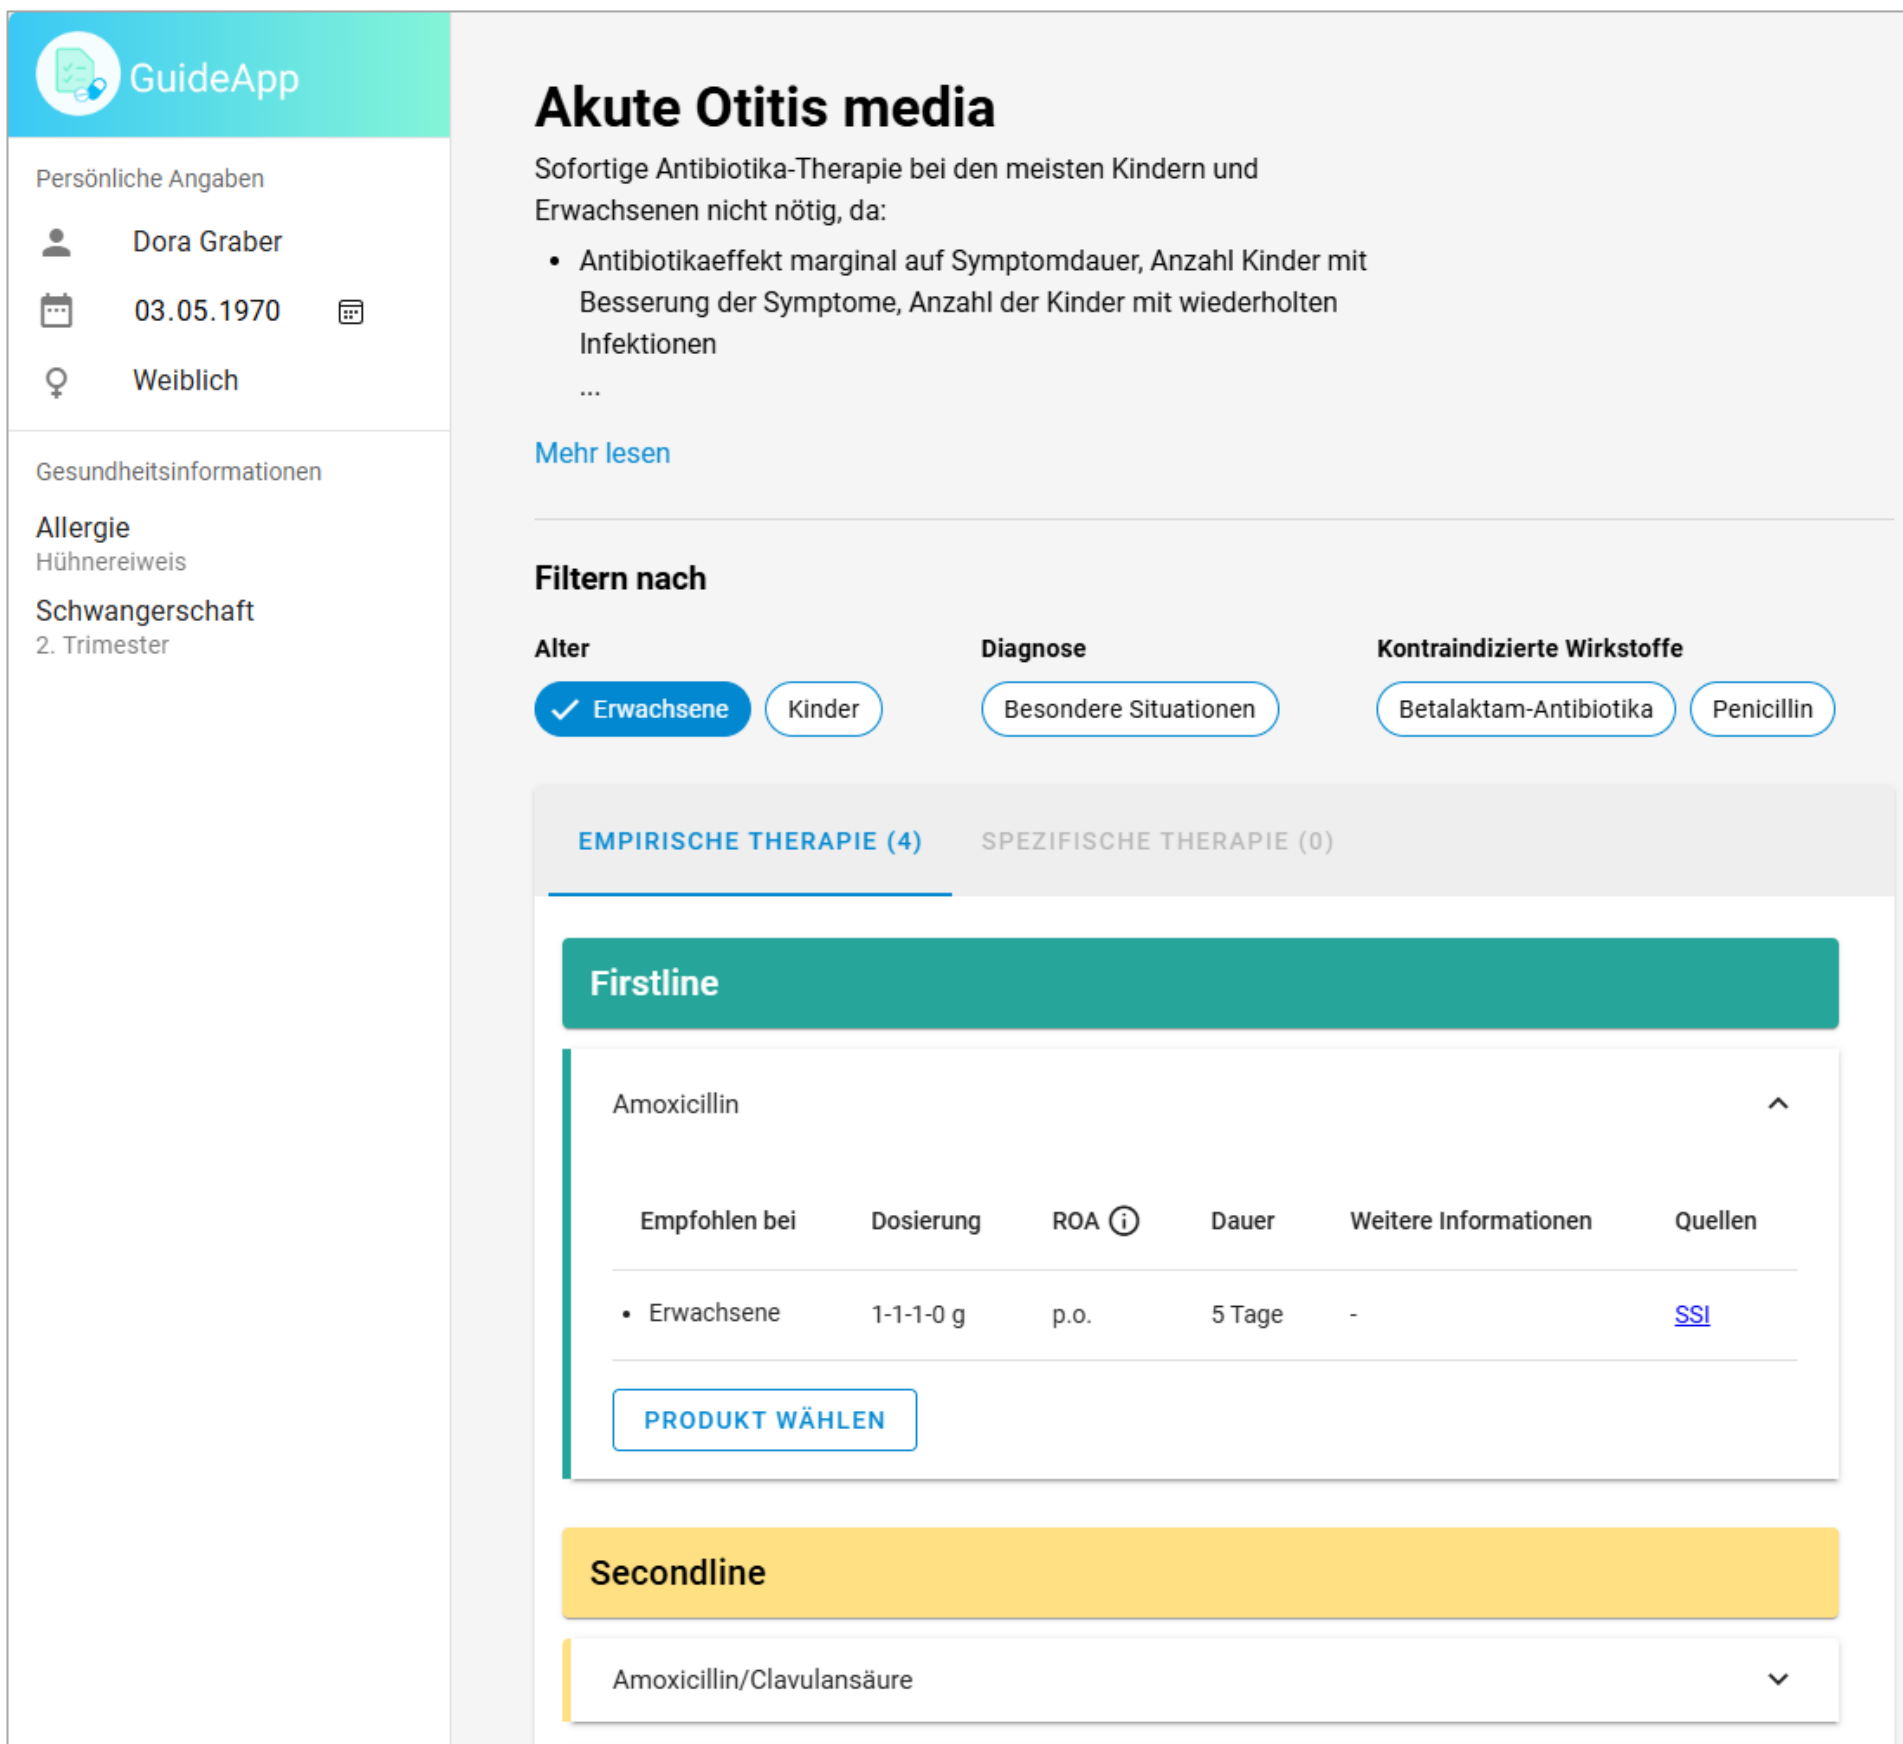 GuideApp
Persönliche Angaben
Dora Graber
03.05.1970
Weiblich
Gesundheitsinformationen
Allergie
Hühnereiweis
Schwangerschaft
2. Trimester
Akute Otitis media
Sofortige Antibiotika-Therapie bei den meisten Kindern und
Erwachsenen nicht nötig, da:
• Antibiotikaeffekt marginal auf Symptomdauer, Anzahl Kinder mit
Besserung der Symptome, Anzahl der Kinder mit wiederholten
Infektionen
...
Mehr lesen
Filtern nach
Alter Diagnose Kontraindizierte Wirkstoffe
Erwachsene Kinder Besondere Situationen Betalaktam-Antibiotika Penicillin
EMPIRISCHE THERAPIE (4) SPEZIFISCHE THERAPIE (0)
Firstline
Amoxicillin
Empfohlen bei Dosierung ROA Dauer Weitere Informationen Quellen
• Erwachsene 1-1-1-0 g p.o. 5 Tage - SSI
PRODUKT WÄHLEN
Secondline
Amoxicillin/Clavulansäure